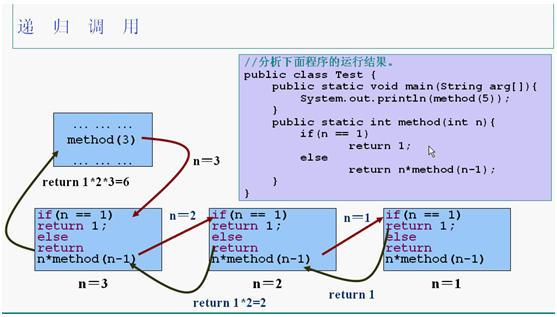 递 归 调 用
//分析下面程序的运行结果。
public class Test {
public static void main(String arg[]){
System.out.println(method(5));
}
public static int method(int n){
if(n == 1)
return 1;
else
return n*method(n-1);
}
}
... ... ...
method(3)
... ... ...
n=3
return 1*2*3=6
if(n == 1)
return 1;
else
return
n*method(n-1)
n=3
n=2
if(n == 1)
return 1;
else
return
n*method(n-1)
n=2
n=1
if(n == 1)
return 1;
else
return
n*method(n-1)
n=1
return 1*2=2
return 1